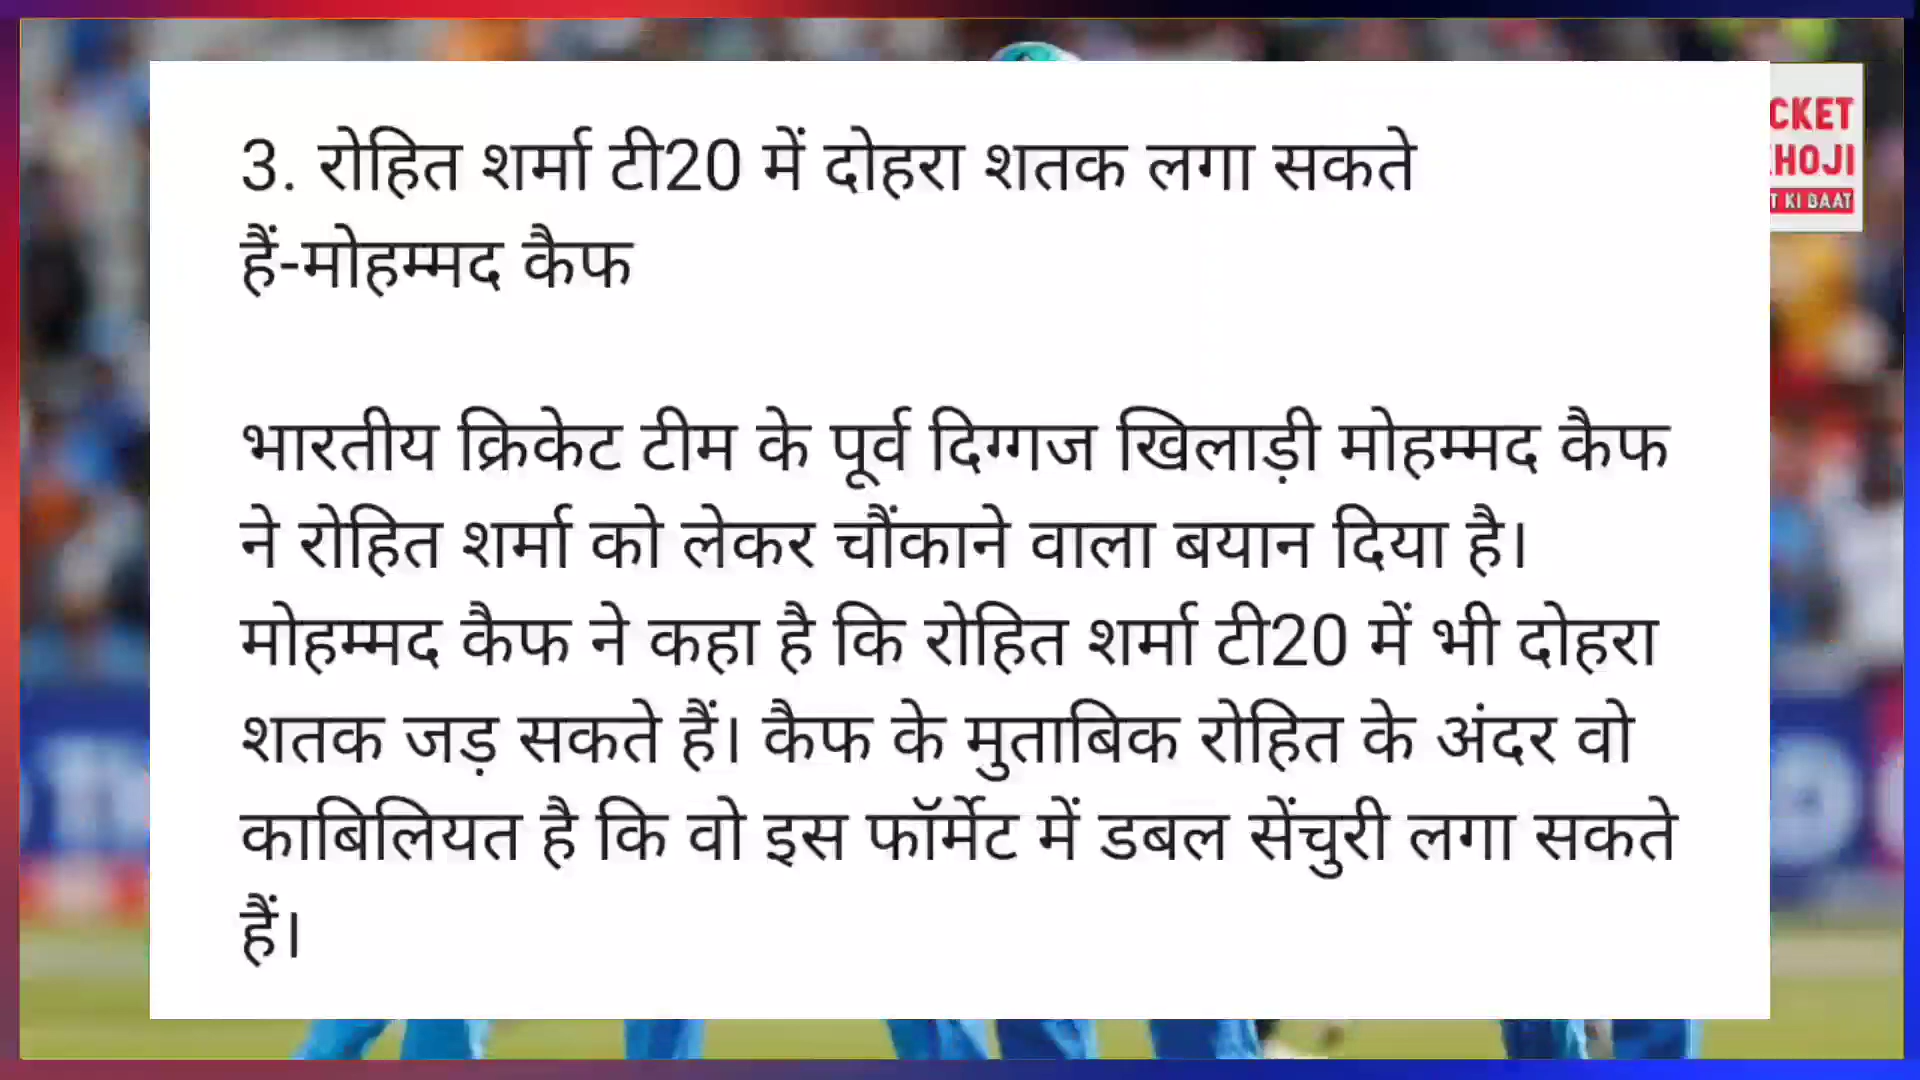 3. रोहित शर्मा टी20 में दोहरा शतक लगा सकते
हैं-मोहम्मद कैफ
भारतीय क्रिकेट टीम के पूर्व दिग्गज खिलाड़ी मोहम्मद कैफ
ने रोहित शर्मा को लेकर चौंकाने वाला बयान दिया है।
मोहम्मद कैफ ने कहा है कि रोहित शर्मा टी20 में भी दोहरा
शतक जड़ सकते हैं। कैफ के मुताबिक रोहित के अंदर वो
काबिलियत है कि वो इस फॉर्मेट में डबल सेंचुरी लगा सकते
हैं।
CKET
HOJI
T KI BAAT